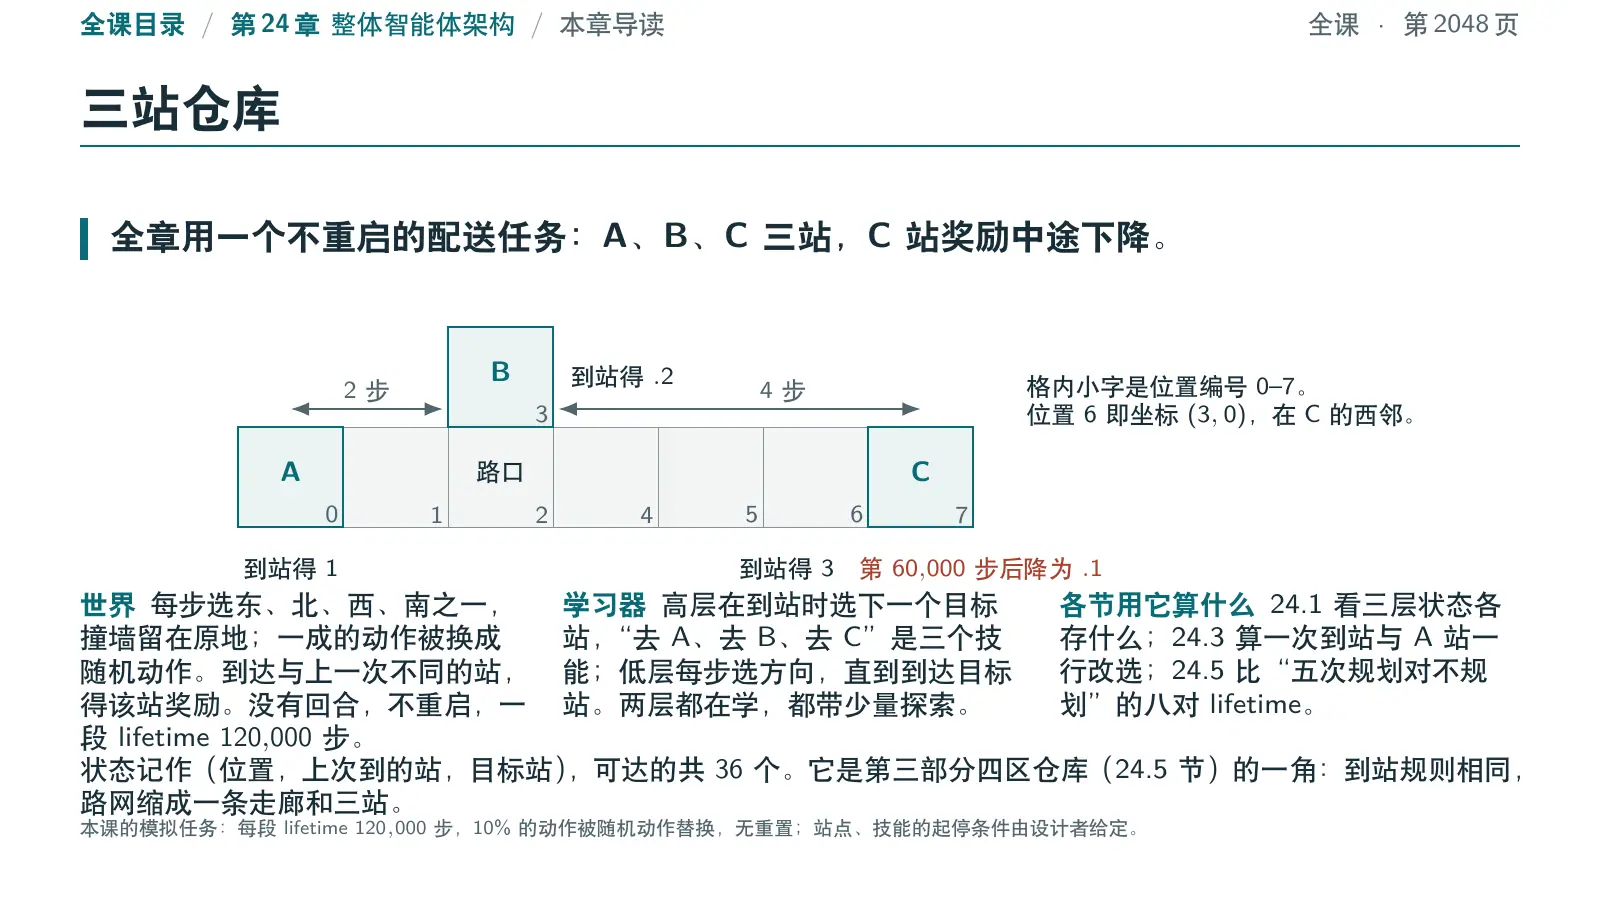 全课目录 / 第 24 章 整体智能体架构 / 本章导读
全课 · 第 2048 页
三站仓库
全章用一个不重启的配送任务：A、B、C 三站，C 站奖励中途下降。
B
3
到站得 .2
2 步
4 步
格内小字是位置编号 0–7。
位置 6 即坐标 (3, 0)，在 C 的西邻。
A
路口
C
0
1
2
4
5
6
7
到站得 1
到站得 3 第 60,000 步后降为 .1
世界 每步选东、北、西、南之一，
撞墙留在原地；一成的动作被换成
随机动作。到达与上一次不同的站，
得该站奖励。没有回合，不重启，一
段 lifetime 120,000 步。
学习器 高层在到站时选下一个目标
站，“去 A、去 B、去 C” 是三个技
能；低层每步选方向，直到到达目标
站。两层都在学，都带少量探索。
各节用它算什么 24.1 看三层状态各
存什么；24.3 算一次到站与 A 站一
行改选；24.5 比 “五次规划对不规
划” 的八对 lifetime。
状态记作（位置，上次到的站，目标站），可达的共 36 个。它是第三部分四区仓库（24.5 节）的一角：到站规则相同，
路网缩成一条走廊和三站。
本课的模拟任务：每段 lifetime 120,000 步，10% 的动作被随机动作替换，无重置；站点、技能的起停条件由设计者给定。